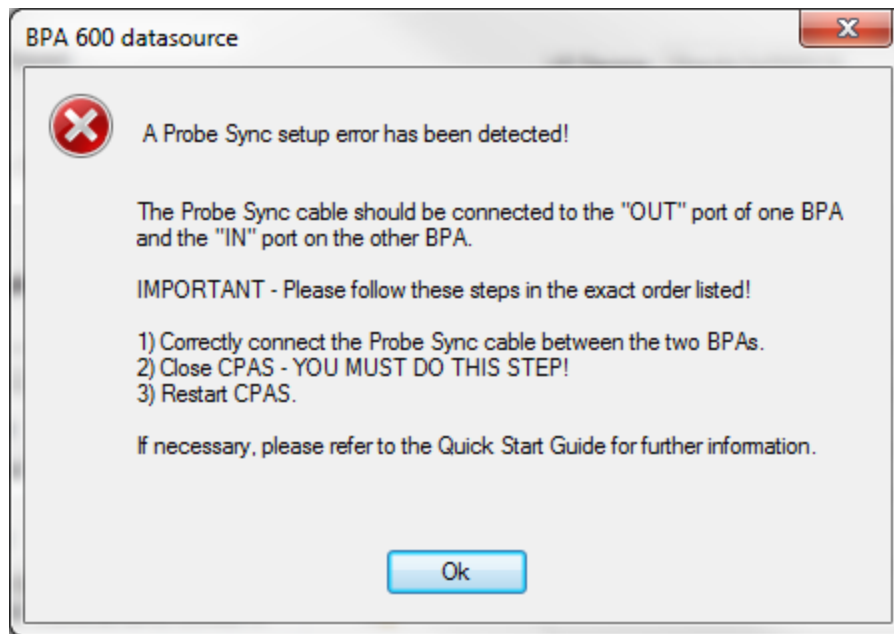 BPA 600 datasource
A Probe Sync setup error has been detected!
The Probe Sync cable should be connected to the "OUT" port of one BPA
and the "IN" port on the other BPA.
IMPORTANT - Please follow these steps in the exact order listed!
1) Correctly connect the Probe Sync cable between the two BPAs.
2) Close CPAS - YOU MUST DO THIS STEP!
3) Restart CPAS.
If necessary, please refer to the Quick Start Guide for further information.
Ok